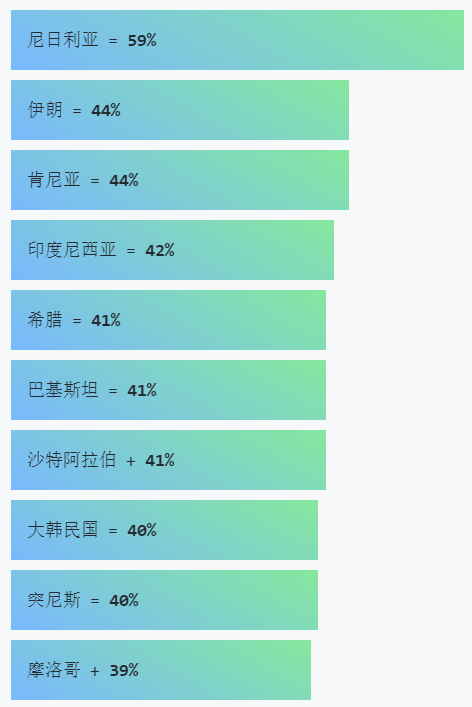 尼日利亚 = 59%
伊朗 = 44%
肯尼亚 = 44%
印度尼西亚 = 42%
希腊 = 41%
巴基斯坦 = 41%
沙特阿拉伯 + 41%
大韩民国 = 40%
突尼斯 = 40%
摩洛哥 + 39%